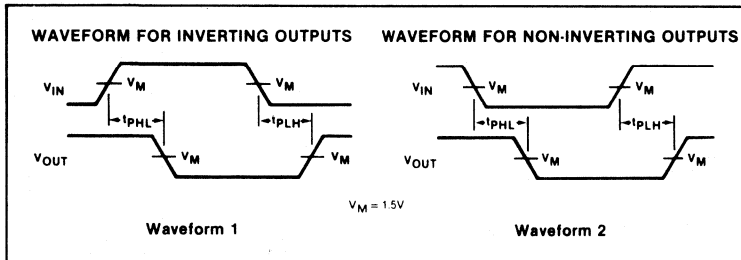 WAVEFORM FOR INVERTING OUTPUTS
VIN
VM
tPHL
tPLH
VM
VOUT
VM
VM
Waveform 1
VM = 1.5V
WAVEFORM FOR NON-INVERTING OUTPUTS
VIN
VM
VM
tPHL
tPLH
VOUT
VM
VM
Waveform 2